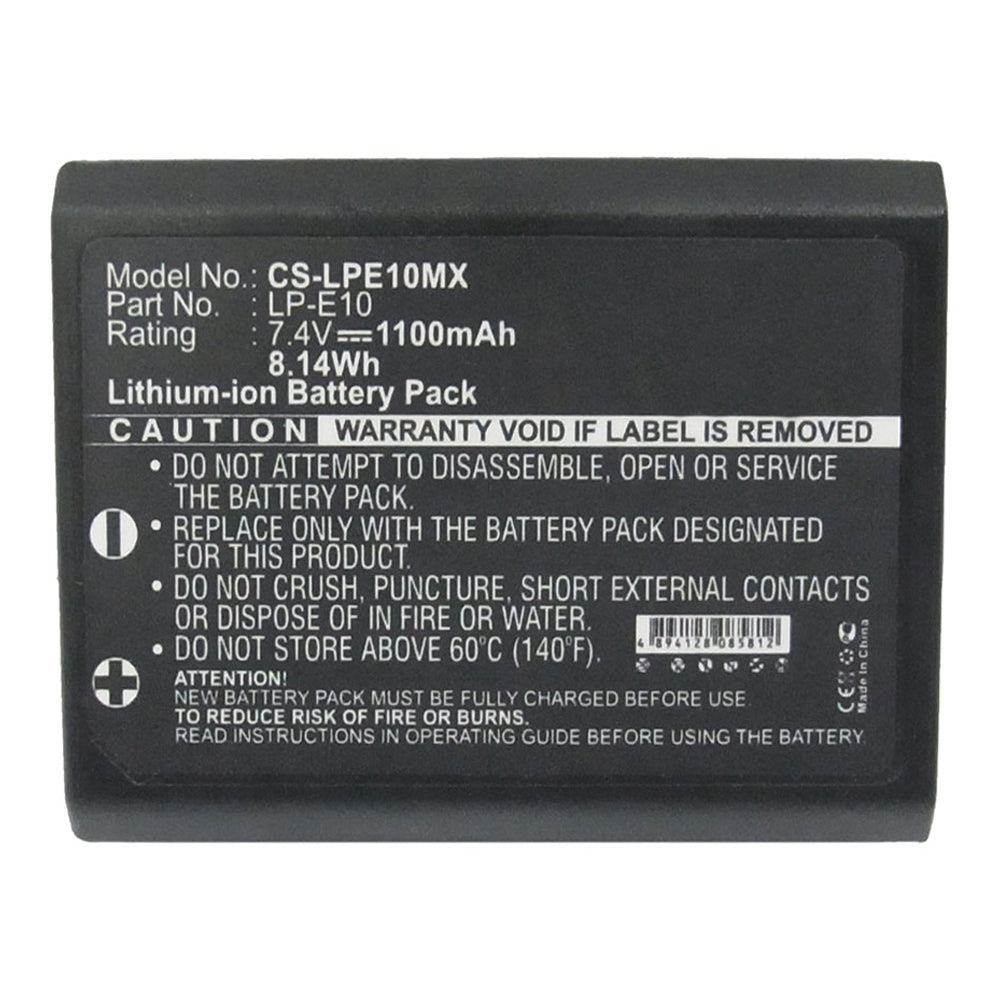 Model No.: CS-LPE10MX
Part No. : LP-E10
Rating : 7.4V⎓1100mAh
8.14Wh
Lithium-ion Battery Pack
CAUTION WARRANTY VOID IF LABEL IS REMOVED
• DO NOT ATTEMPT TO DISASSEMBLE, OPEN OR SERVICE
THE BATTERY PACK.
• REPLACE ONLY WITH THE BATTERY PACK DESIGNATED
FOR THIS PRODUCT.
• DO NOT CRUSH, PUNCTURE, SHORT EXTERNAL CONTACTS
OR DISPOSE OF IN FIRE OR WATER.
• DO NOT STORE ABOVE 60°C (140°F).
4 894128 085812
CE
Made in China
ATTENTION!
NEW BATTERY PACK MUST BE FULLY CHARGED BEFORE USE
TO REDUCE RISK OF FIRE OR BURNS.
READ INSTRUCTIONS IN OPERATING GUIDE BEFORE USING THE BATTERY.